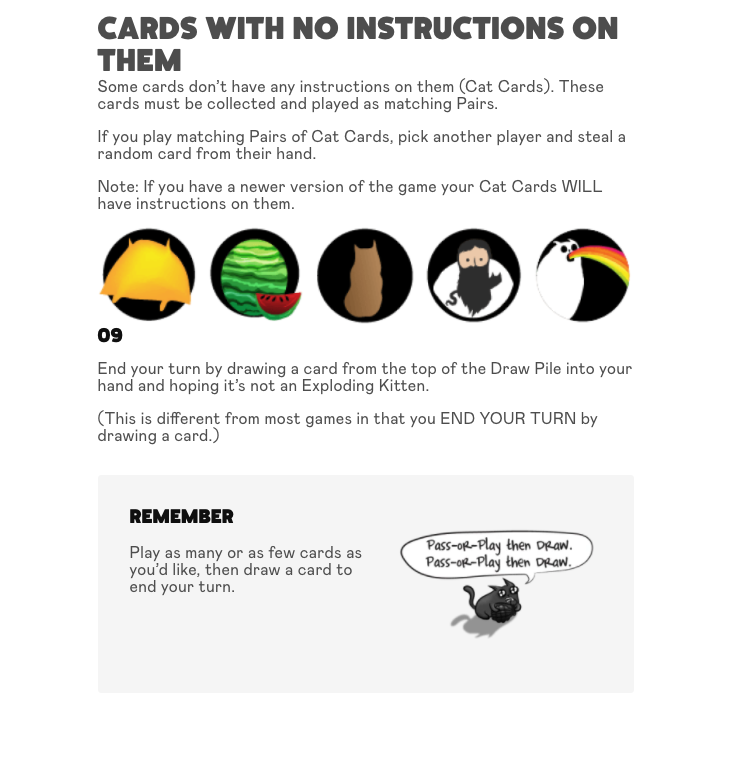 CARDS WITH NO INSTRUCTIONS ON
THEM
Some cards don't have any instructions on them (Cat Cards). These
cards must be collected and played as matching Pairs.
If you play matching Pairs of Cat Cards, pick another player and steal a
random card from their hand.
Note: If you have a newer version of the game your Cat Cards WILL
have instructions on them.
09
End your turn by drawing a card from the top of the Draw Pile into your
hand and hoping it's not an Exploding Kitten.
(This is different from most games in that you END YOUR TURN by
drawing a card.)
REMEMBER
Play as many or as few cards as
you'd like, then draw a card to
end your turn.
Pass-or-Play then Draw.
Pass-or-Play then Draw.